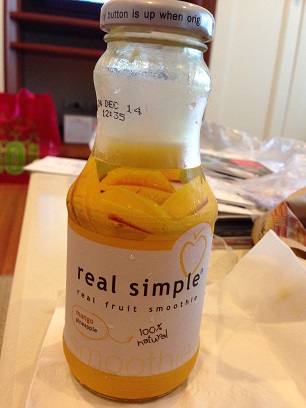 button is up when orig
DEC 14
12:35
real simple®
real fruit smoothie
mango
pineapple
100%
natural
smoothie